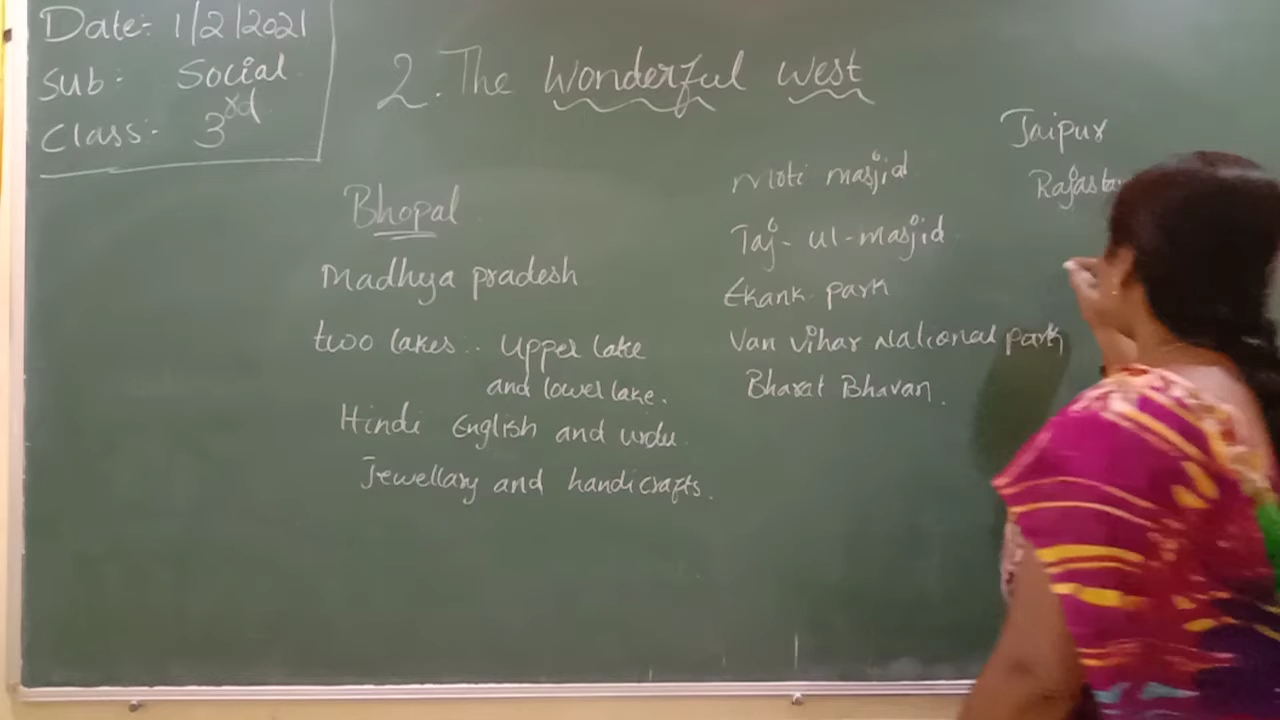 Date:- 1/2/2021
Sub:- Social
Class:- 3rd
2. The Wonderful west
Bhopal
Madhya pradesh
two lakes.. Upper lake
and lower lake.
Hindi English and urdu.
Jewellary and handicrafts.
Moti masjid
Taj-ul-masjid
Ekank park
Van Vihar National park
Bharat Bhavan.
Jaipur